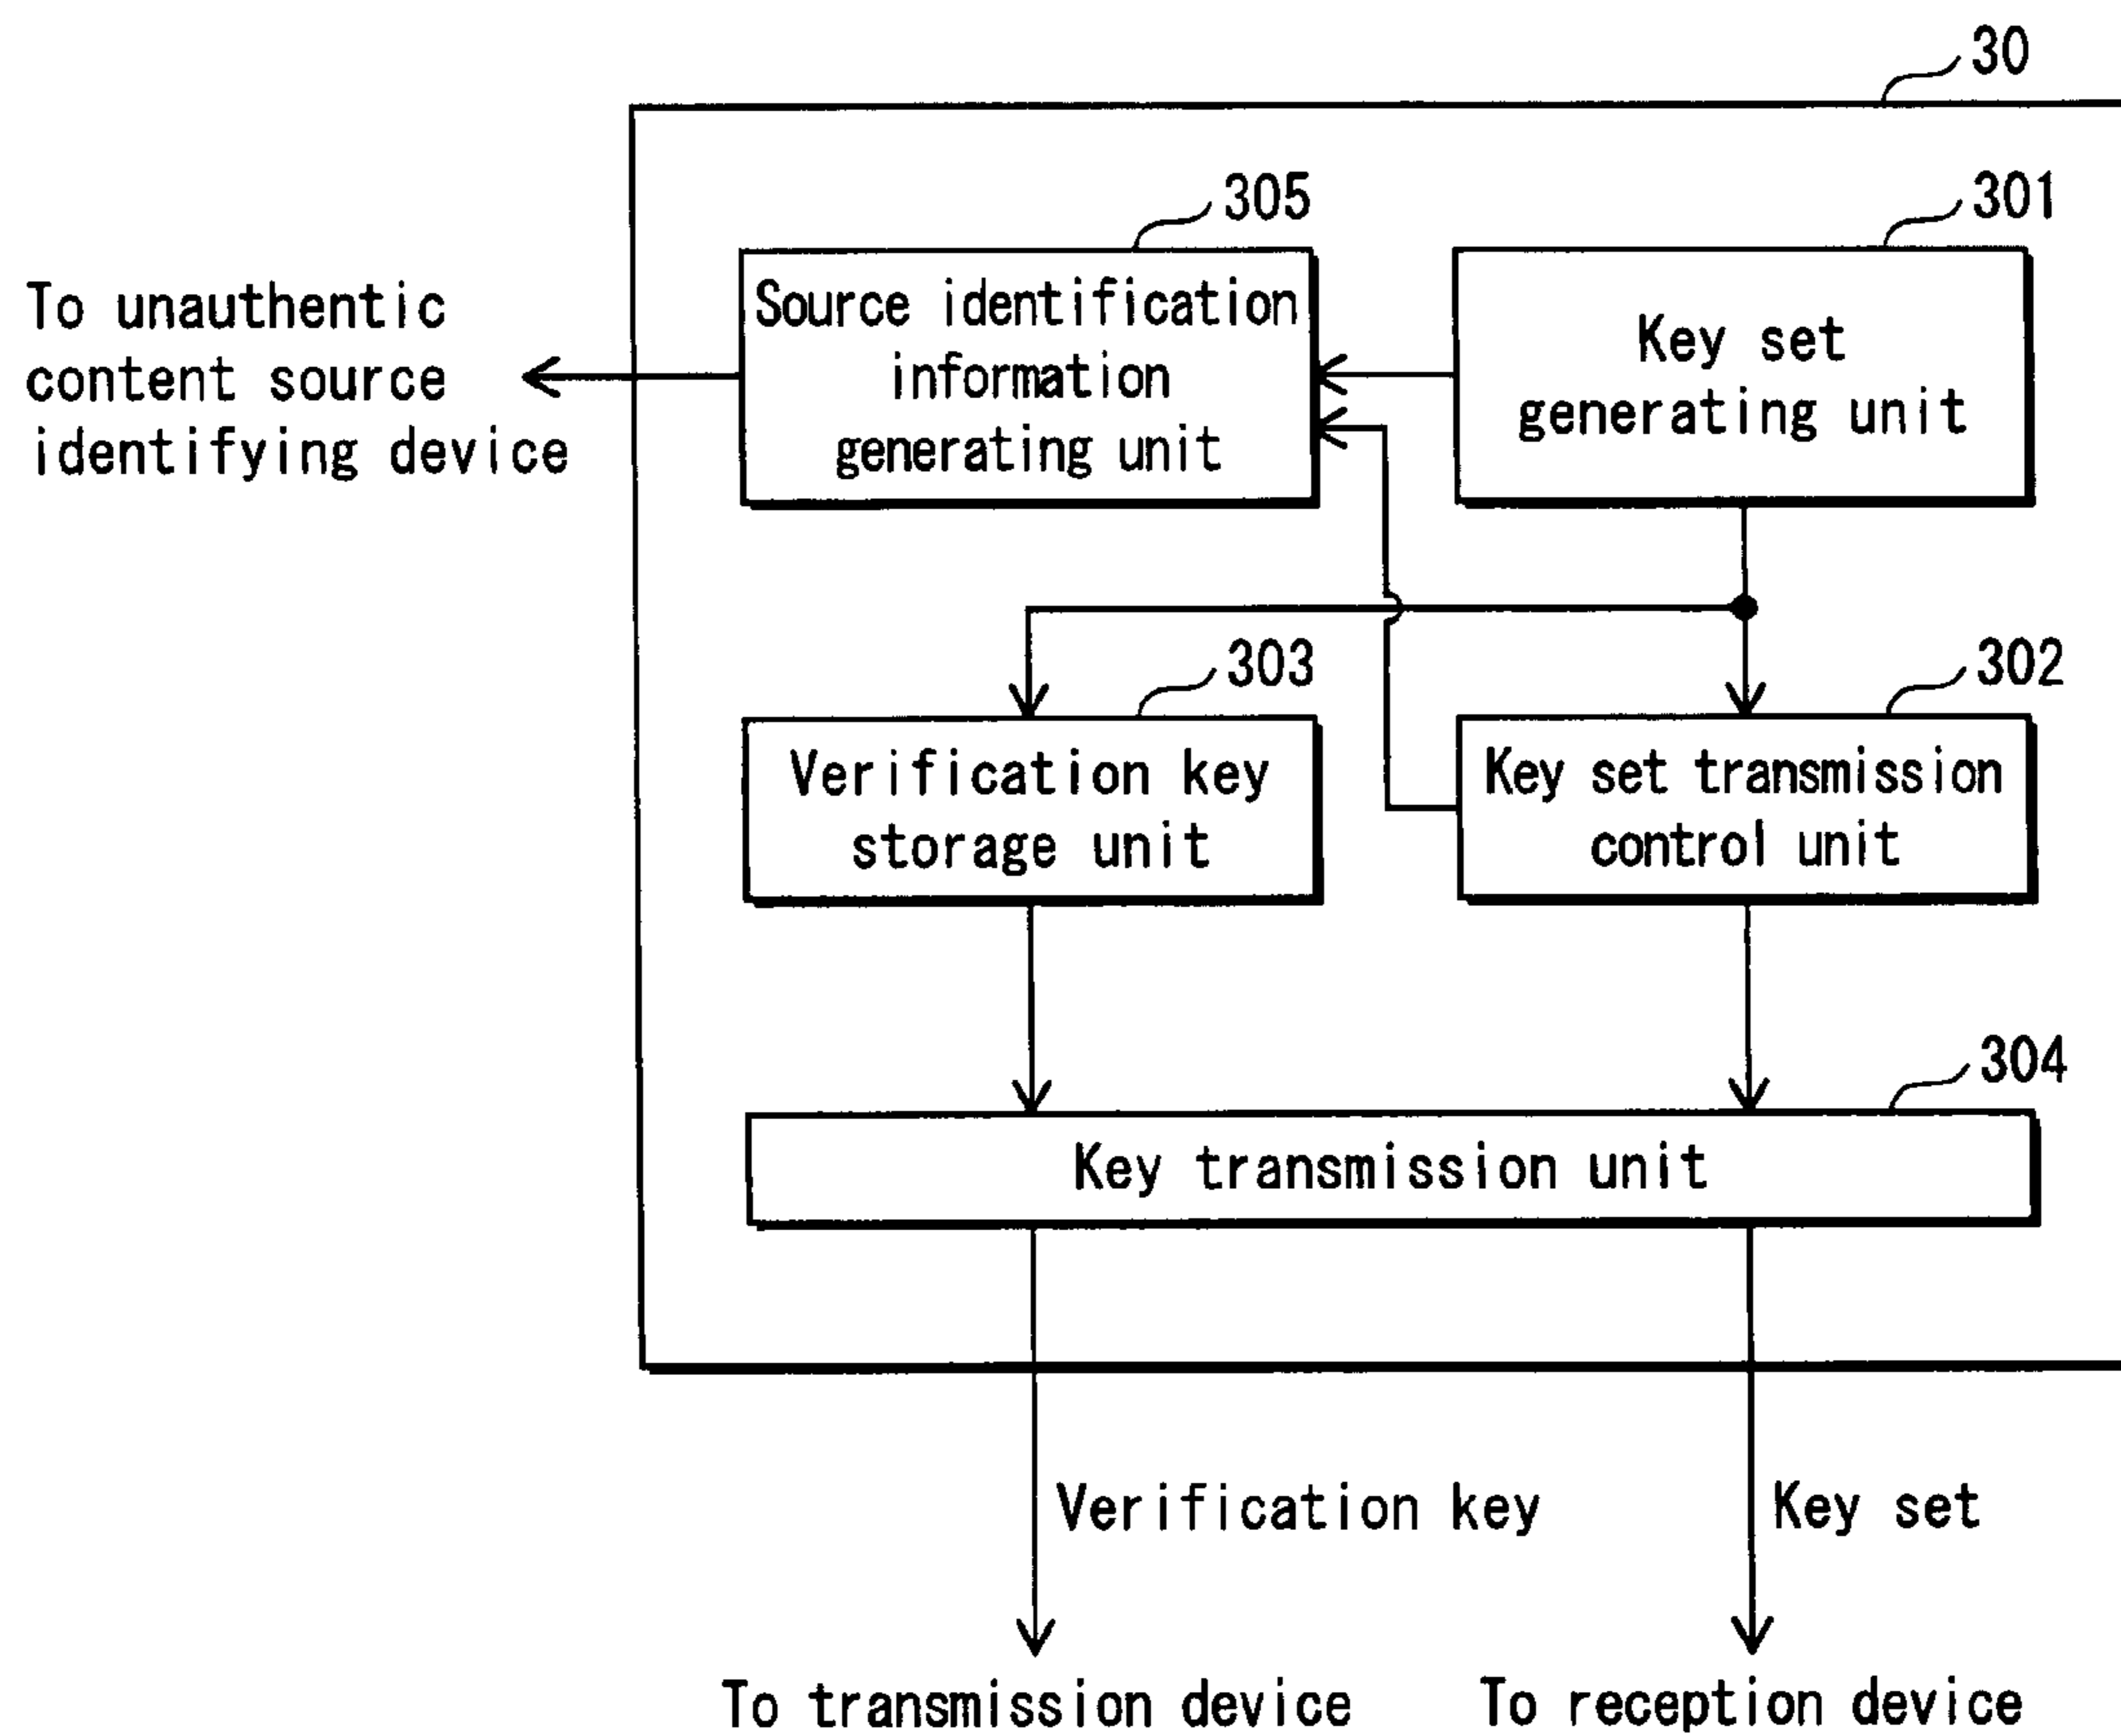 30
305
301
To unauthentic
content source
identifying device
Source identification
information
generating unit
Key set
generating unit
303
302
Verification key
storage unit
Key set transmission
control unit
304
Key transmission unit
Verification key
Key set
To transmission device
To reception device